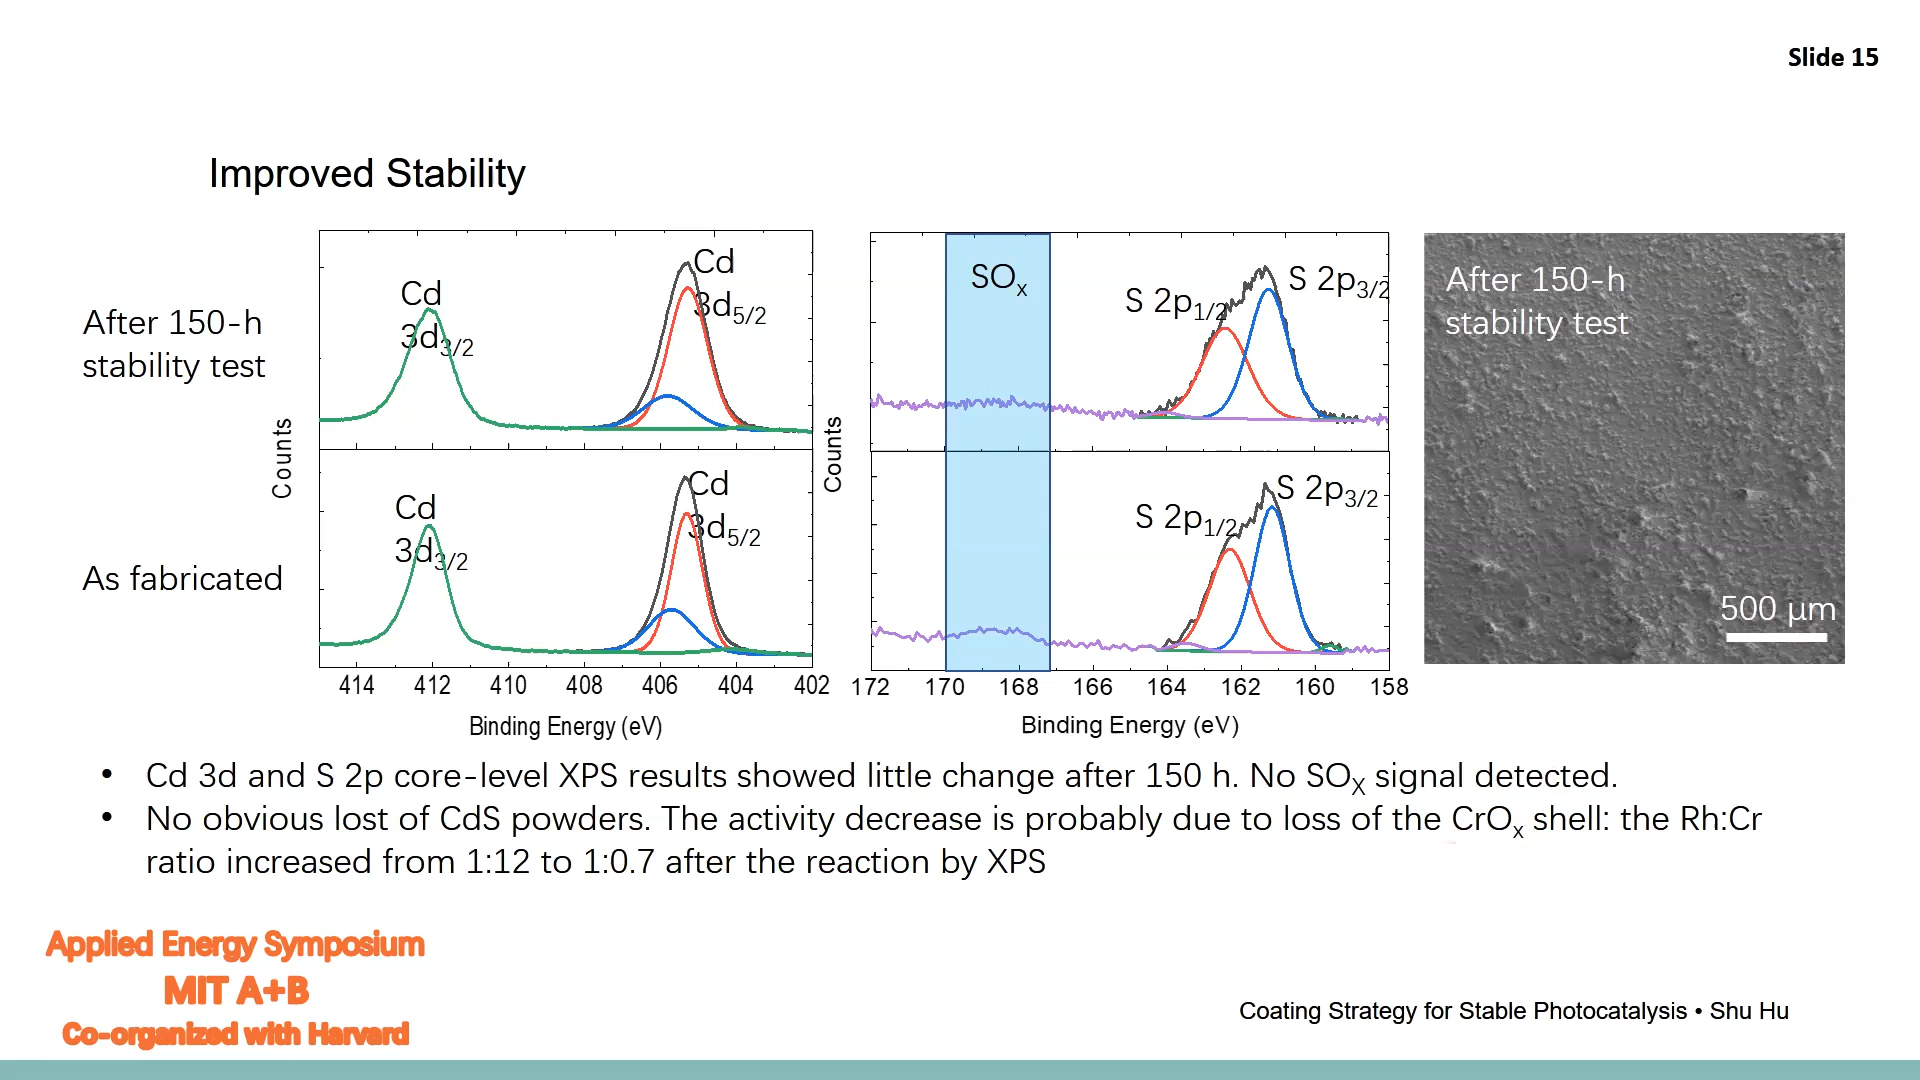 Slide 15
Improved Stability
After 150-h
stability test
As fabricated
Counts
Cd
3d3/2
Cd
3d5/2
Cd
3d3/2
Cd
3d5/2
414 412 410 408 406 404 402
Binding Energy (eV)
Counts
SOx
S 2p1/2
S 2p3/2
S 2p1/2
S 2p3/2
172 170 168 166 164 162 160 158
Binding Energy (eV)
After 150-h
stability test
500 μm
• Cd 3d and S 2p core-level XPS results showed little change after 150 h. No SOX signal detected.
• No obvious lost of CdS powders. The activity decrease is probably due to loss of the CrOx shell: the Rh:Cr
ratio increased from 1:12 to 1:0.7 after the reaction by XPS
Applied Energy Symposium
MIT A+B
Co-organized with Harvard
Coating Strategy for Stable Photocatalysis • Shu Hu